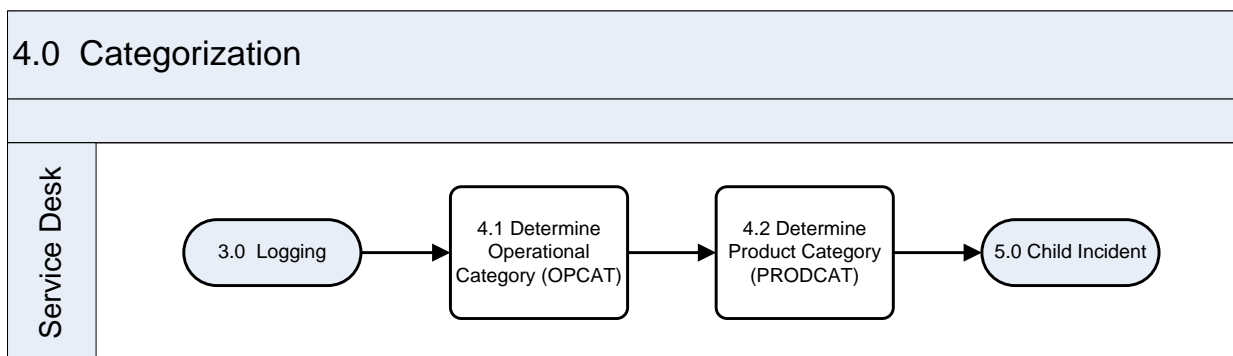 4.0  Categorization
Service Desk
3.0  Logging
4.1 Determine
Operational
Category (OPCAT)
4.2 Determine
Product Category
(PRODCAT)
5.0 Child Incident